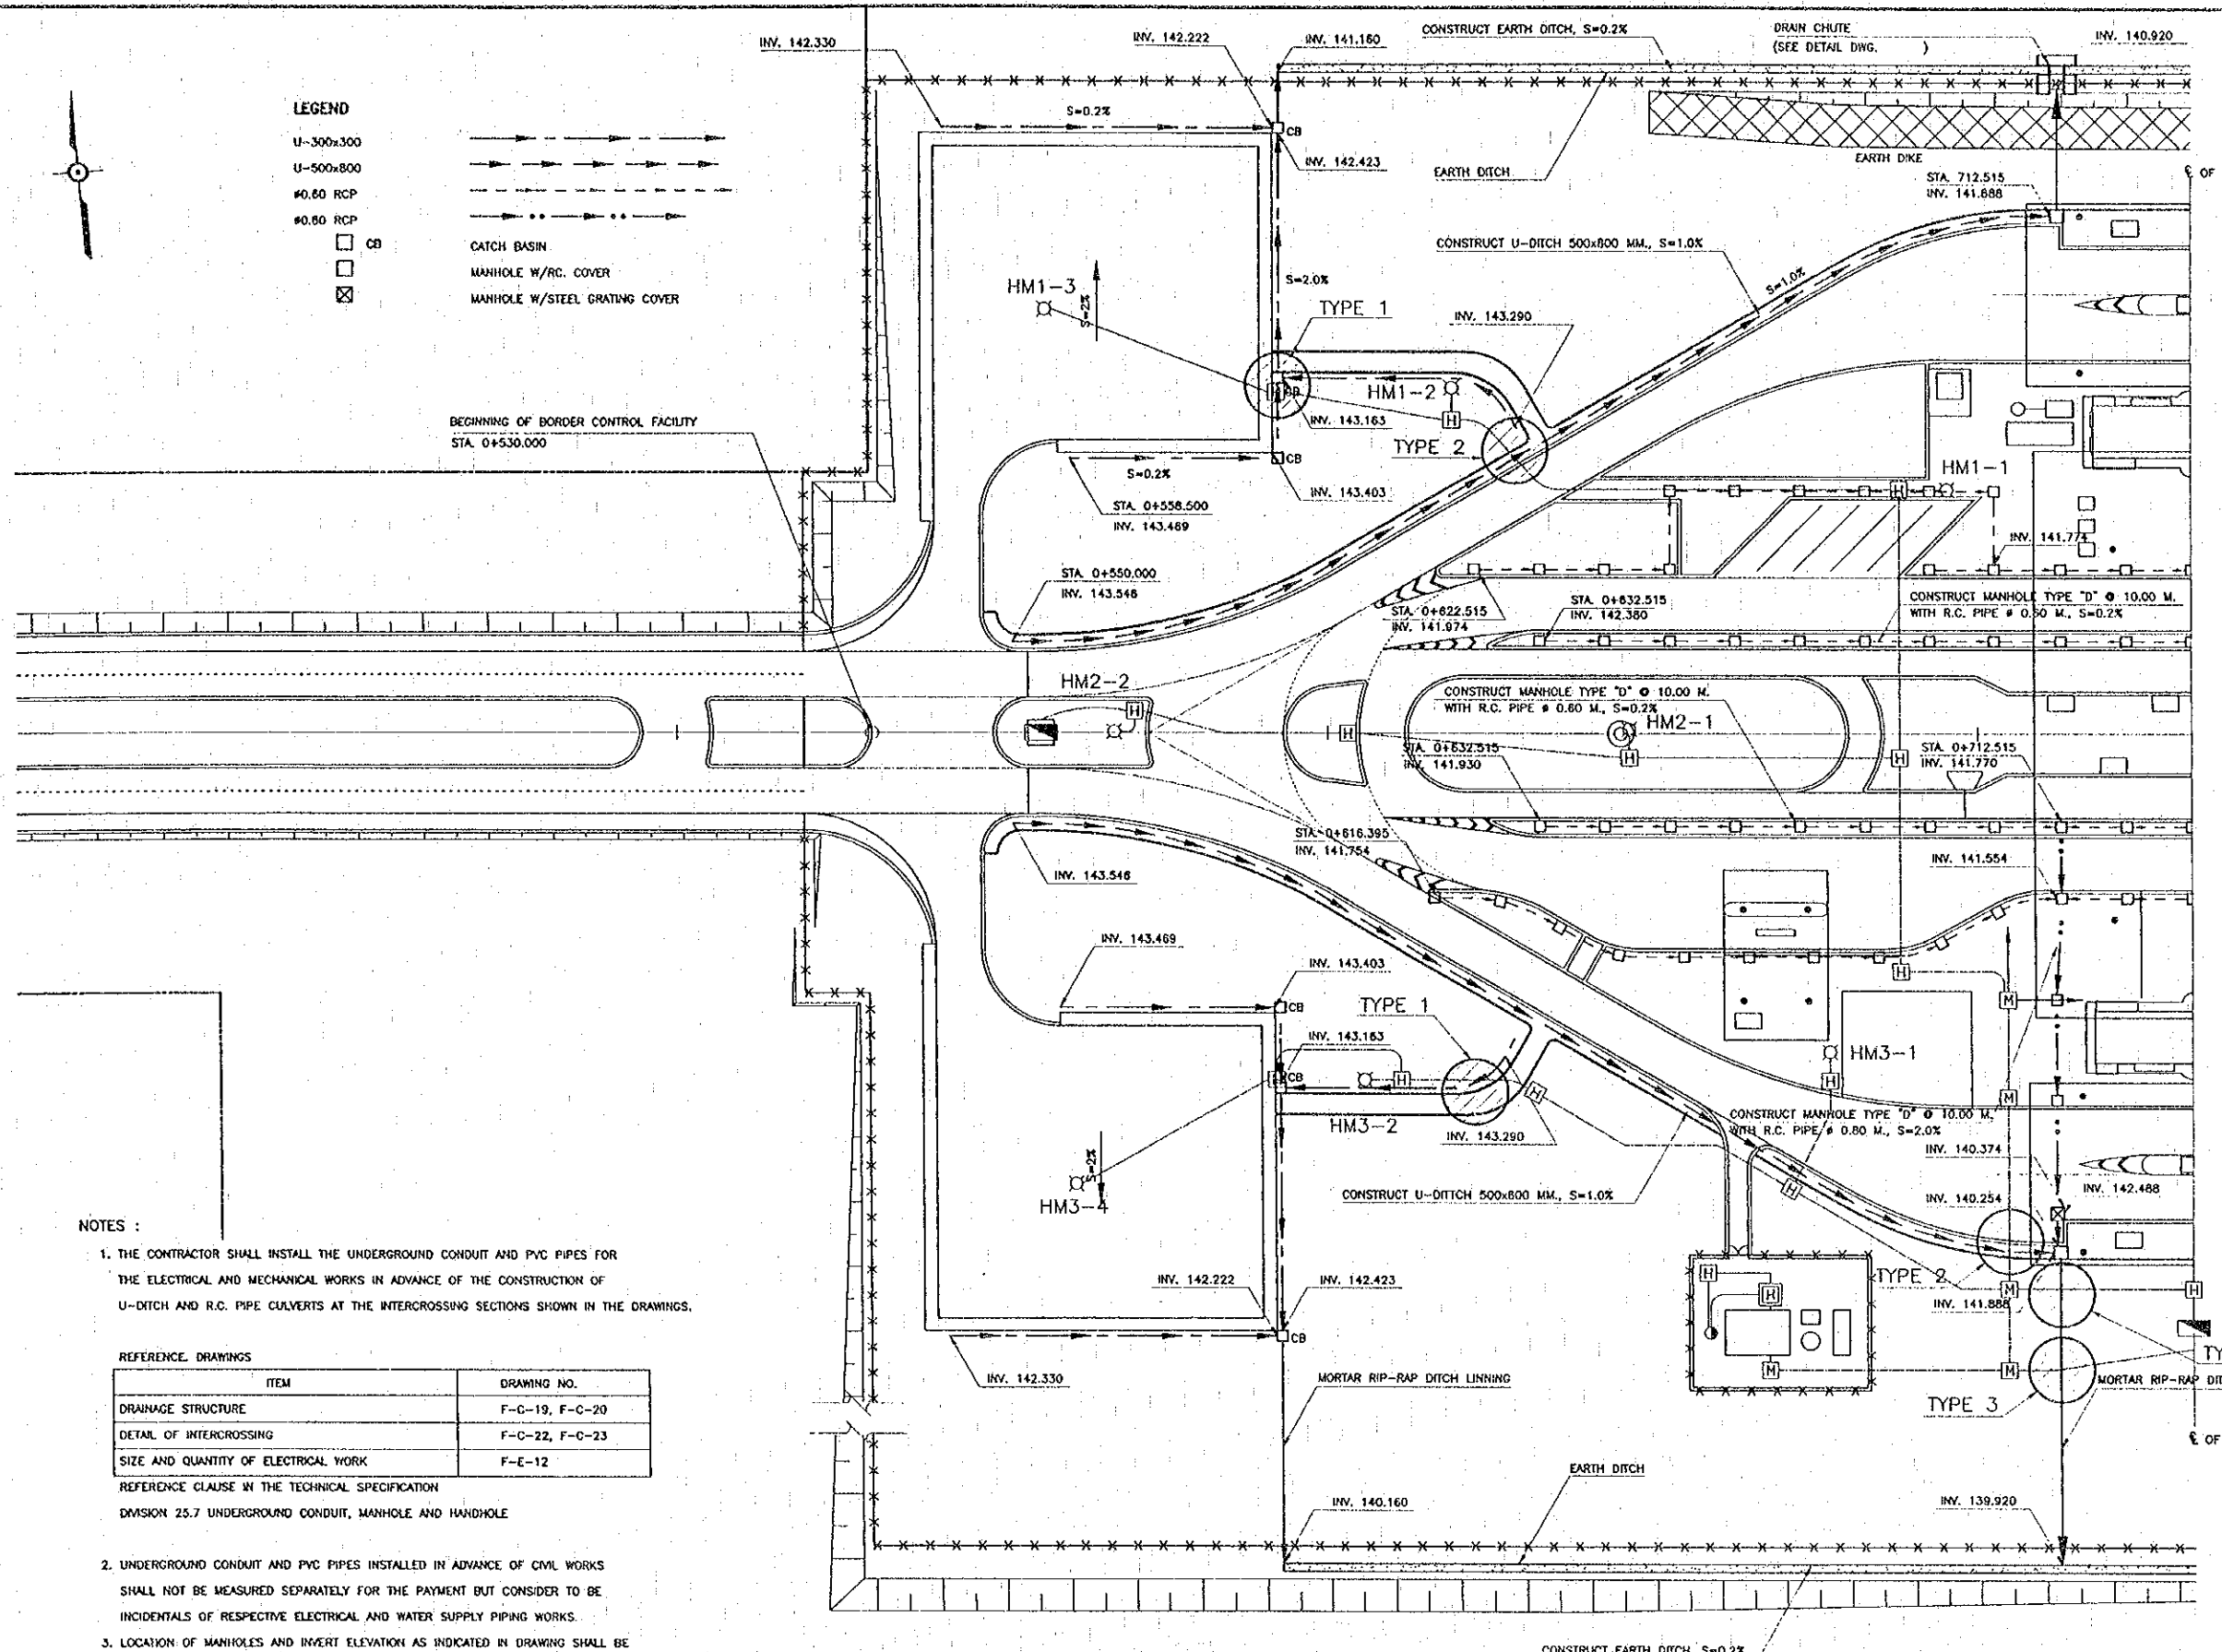 INV. 142.330
INV. 142.222
INV. 141.160
CONSTRUCT EARTH DITCH, S=0.2%
DRAIN CHUTE
(SEE DETAIL DWG. )
INV. 140.920
LEGEND
U-300x300
U-500x800
ø0.60 RCP
ø0.80 RCP
CB CATCH BASIN
MANHOLE W/RC. COVER
MANHOLE W/STEEL GRATING COVER
S=0.2%
CB
INV. 142.423
EARTH DITCH
EARTH DIKE
STA. 712.515
INV. 141.888
℄ OF
CONSTRUCT U-DITCH 500x800 MM., S=1.0%
S=1.0%
HM1-3
S=2%
S=2.0%
TYPE 1
INV. 143.290
HM1-2
H
INV. 143.163
TYPE 2
BEGINNING OF BORDER CONTROL FACILITY
STA. 0+530.000
CB
S=0.2%
INV. 143.403
STA. 0+558.500
INV. 143.469
HM1-1
H
INV. 141.774
STA. 0+550.000
INV. 143.546
STA. 0+622.515
INV. 141.974
STA. 0+632.515
INV. 142.380
CONSTRUCT MANHOLE TYPE "D" @ 10.00 M.
WITH R.C. PIPE ø 0.60 M., S=0.2%
HM2-2
H
H
CONSTRUCT MANHOLE TYPE "D" @ 10.00 M.
WITH R.C. PIPE ø 0.60 M., S=0.2%
HM2-1
H
H
STA. 0+632.515
INV. 141.930
STA. 0+712.515
INV. 141.770
STA. 0+616.395
INV. 141.754
INV. 141.554
INV. 143.546
INV. 143.469
INV. 143.403
CB
TYPE 1
H
M
INV. 143.163
CB
H
H
HM3-1
H
M
HM3-2
INV. 143.290
CONSTRUCT MANHOLE TYPE "D" @ 10.00 M.
WITH R.C. PIPE ø 0.80 M., S=2.0%
INV. 140.374
S=2%
HM3-4
CONSTRUCT U-DITTCH 500x800 MM., S=1.0%
H
INV. 140.254
INV. 142.488
NOTES :
1. THE CONTRACTOR SHALL INSTALL THE UNDERGROUND CONDUIT AND PVC PIPES FOR
THE ELECTRICAL AND MECHANICAL WORKS IN ADVANCE OF THE CONSTRUCTION OF
U-DITCH AND R.C. PIPE CULVERTS AT THE INTERCROSSING SECTIONS SHOWN IN THE DRAWINGS.
INV. 142.222
INV. 142.423
CB
H
H
TYPE 2
M
H
INV. 141.888
INV. 142.330
MORTAR RIP-RAP DITCH LINNING
M
M
TYPE 3
MORTAR RIP-RAP
℄ OF
REFERENCE DRAWINGS
ITEM DRAWING NO.
DRAINAGE STRUCTURE F-C-19, F-C-20
DETAIL OF INTERCROSSING F-C-22, F-C-23
SIZE AND QUANTITY OF ELECTRICAL WORK F-E-12
REFERENCE CLAUSE IN THE TECHNICAL SPECIFICATION
DIVISION 25.7 UNDERGROUND CONDUIT, MANHOLE AND HANDHOLE
EARTH DITCH
INV. 140.160
INV. 139.920
2. UNDERGROUND CONDUIT AND PVC PIPES INSTALLED IN ADVANCE OF CIVIL WORKS
SHALL NOT BE MEASURED SEPARATELY FOR THE PAYMENT BUT CONSIDER TO BE
INCIDENTALS OF RESPECTIVE ELECTRICAL AND WATER SUPPLY PIPING WORKS.
3. LOCATION OF MANHOLES AND INVERT ELEVATION AS INDICATED IN DRAWING SHALL BE
CONSTRUCT EARTH DITCH, S=0.2%